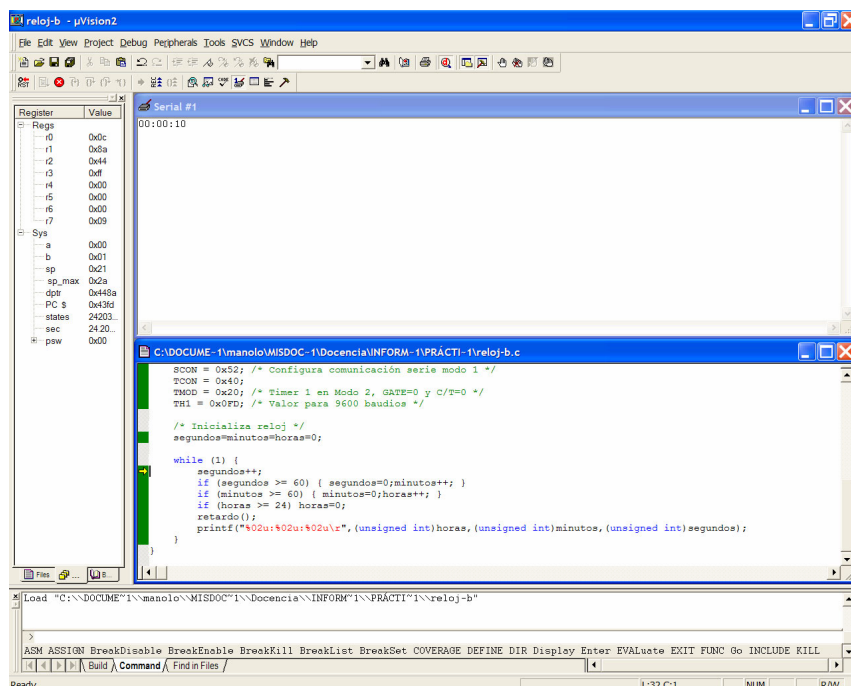 reloj-b - µVision2
File Edit View Project Debug Peripherals Tools SVCS Window Help
Register Value
Regs
r0 0x0c
r1 0x8a
r2 0x44
r3 0xff
r4 0x00
r5 0x00
r6 0x00
r7 0x09
Sys
a 0x00
b 0x01
sp 0x21
sp_max 0x2a
dptr 0x448a
PC $ 0x43fd
states 24203...
sec 24.20...
psw 0x00
Files ... B...
Serial #1
00:00:10
C:\DOCUME~1\manolo\MISDOC~1\Docencia\INFORM~1\PRÁCTI~1\reloj-b.c
SCON = 0x52; /* Configura comunicación serie modo 1 */
TCON = 0x40;
TMOD = 0x20; /* Timer 1 en Modo 2, GATE=0 y C/T=0 */
TH1 = 0x0FD; /* Valor para 9600 baudios */
/* Inicializa reloj */
segundos=minutos=horas=0;
while (1) {
segundos++;
if (segundos >= 60) { segundos=0;minutos++; }
if (minutos >= 60) { minutos=0;horas++; }
if (horas >= 24) horas=0;
retardo();
printf("%02u:%02u:%02u\r",(unsigned int)horas,(unsigned int)minutos,(unsigned int)segundos);
}
}
Load "C:\\DOCUME~1\\manolo\\MISDOC~1\\Docencia\\INFORM~1\\PRÁCTI~1\\reloj-b"
>
ASM ASSIGN BreakDisable BreakEnable BreakKill BreakList BreakSet COVERAGE DEFINE DIR Display Enter EVALuate EXIT FUNC Go INCLUDE KILL
Build Command Find in Files
Ready L:32 C:1 NUM R/W